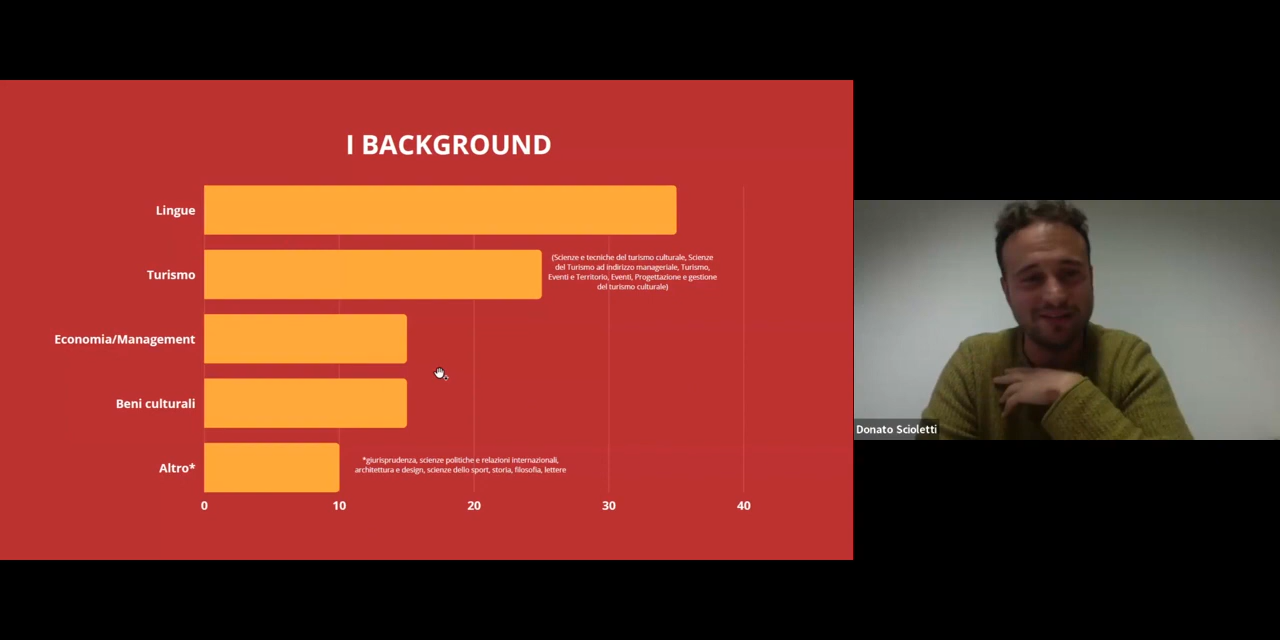 I BACKGROUND
Lingue
Turismo
(Scienze e tecniche del turismo culturale, Scienze
del Turismo ad indirizzo manageriale, Turismo,
Eventi e Territorio, Eventi, Progettazione e gestione
del turismo culturale)
Economia/Management
Beni culturali
Altro*
*giurisprudenza, scienze politiche e relazioni internazionali,
architettura e design, scienze dello sport, storia, filosofia, lettere
0 10 20 30 40
Donato Scioletti